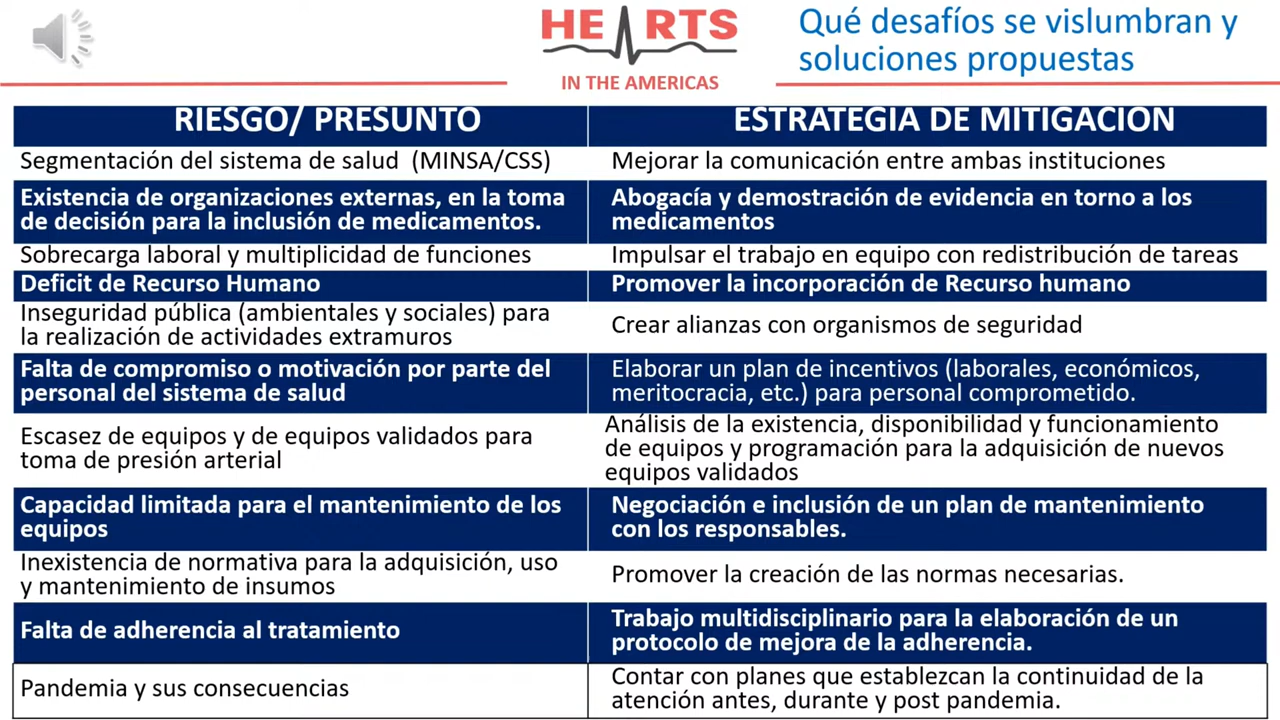 HEARTS
IN THE AMERICAS
Qué desafíos se vislumbran y
soluciones propuestas
RIESGO/ PRESUNTO
ESTRATEGIA DE MITIGACION
Segmentación del sistema de salud (MINSA/CSS)
Mejorar la comunicación entre ambas instituciones
Existencia de organizaciones externas, en la toma
de decisión para la inclusión de medicamentos.
Abogacía y demostración de evidencia en torno a los
medicamentos
Sobrecarga laboral y multiplicidad de funciones
Impulsar el trabajo en equipo con redistribución de tareas
Deficit de Recurso Humano
Promover la incorporación de Recurso humano
Inseguridad pública (ambientales y sociales) para
la realización de actividades extramuros
Crear alianzas con organismos de seguridad
Falta de compromiso o motivación por parte del
personal del sistema de salud
Elaborar un plan de incentivos (laborales, económicos,
meritocracia, etc.) para personal comprometido.
Escasez de equipos y de equipos validados para
toma de presión arterial
Análisis de la existencia, disponibilidad y funcionamiento
de equipos y programación para la adquisición de nuevos
equipos validados
Capacidad limitada para el mantenimiento de los
equipos
Negociación e inclusión de un plan de mantenimiento
con los responsables.
Inexistencia de normativa para la adquisición, uso
y mantenimiento de insumos
Promover la creación de las normas necesarias.
Falta de adherencia al tratamiento
Trabajo multidisciplinario para la elaboración de un
protocolo de mejora de la adherencia.
Pandemia y sus consecuencias
Contar con planes que establezcan la continuidad de la
atención antes, durante y post pandemia.